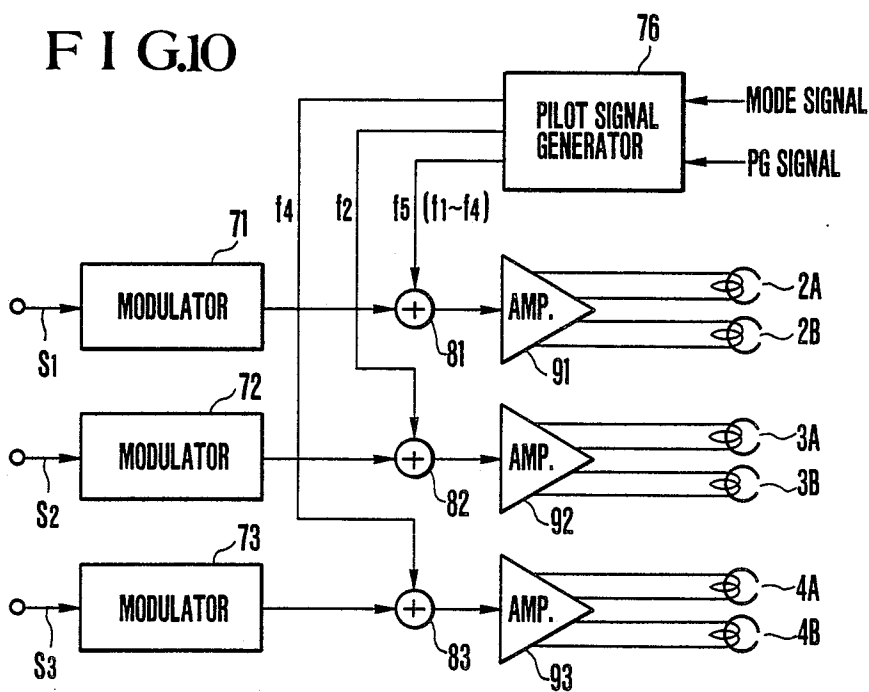 FIG.10
76
PILOT SIGNAL
GENERATOR
MODE SIGNAL
PG SIGNAL
f4
f2
f5 (f1~f4)
71
MODULATOR
S1
+
81
AMP.
91
2A
2B
72
MODULATOR
S2
+
82
AMP.
92
3A
3B
73
MODULATOR
S3
+
83
AMP.
93
4A
4B